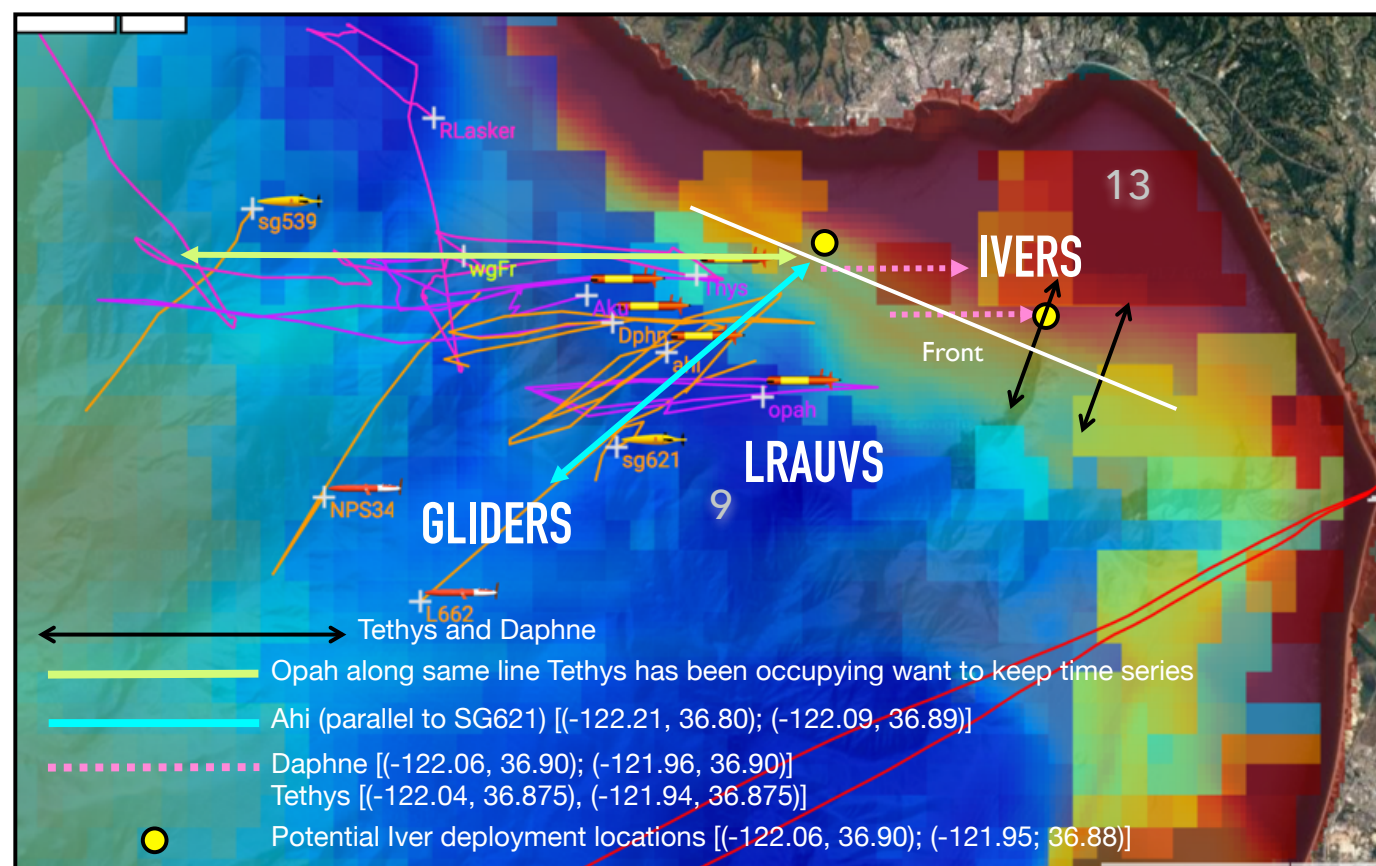 RLasker
13
sg539
IVERS
wgFr
Thys
Aku
Dphn
Front
ahi
opah
sg621
LRAUVS
9
NPS34
GLIDERS
L662
Tethys and Daphne
Opah along same line Tethys has been occupying want to keep time series
Ahi (parallel to SG621) [(-122.21, 36.80); (-122.09, 36.89)]
Daphne [(-122.06, 36.90); (-121.96, 36.90)]
Tethys [(-122.04, 36.875), (-121.94, 36.875)]
Potential Iver deployment locations [(-122.06, 36.90); (-121.95; 36.88)]